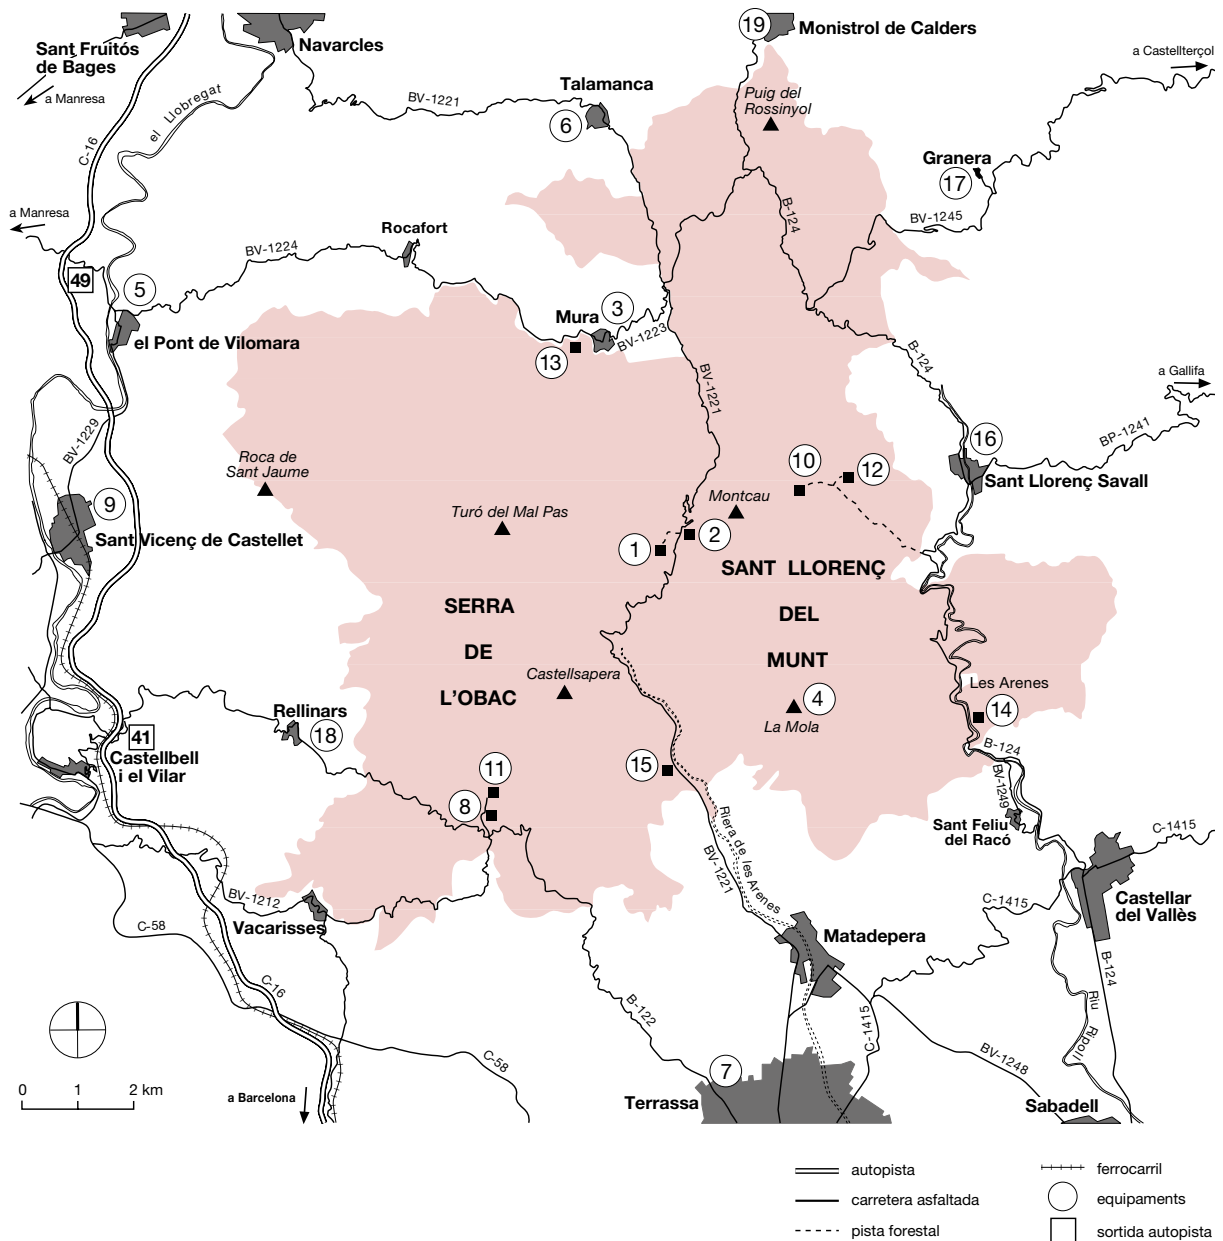 19
Monistrol de Calders
Sant Fruitós
de Bages
Navarcles
a Castellterçol
a Manresa
el Llobregat
C-16
BV-1221
Talamanca
6
Puig del
Rossinyol
Granera
17
a Manresa
BV-1245
B-124
Rocafort
BV-1224
49
5
el Pont de Vilomara
Mura
3
BV-1223
13
B-124
a Gallifa
BV-1221
BP-1241
BV-1229
16
Sant Llorenç Savall
Roca de
Sant Jaume
10
12
9
Sant Vicenç de Castellet
Turó del Mal Pas
Montcau
1
2
SANT LLORENÇ
DEL
MUNT
SERRA
DE
L'OBAC
Castellsapera
Les Arenes
14
4
La Mola
Rellinars
18
41
Castellbell
i el Vilar
11
8
15
B-124
BV-1249
Sant Feliu
del Racó
C-1415
Riera de les Arenes
BV-1221
Castellar
del Vallès
C-1415
BV-1212
Vacarisses
C-58
Matadepera
B-124
C-16
B-122
C-1415
Riu Ripoll
BV-1248
C-58
7
Terrassa
Sabadell
0 1 2 km
a Barcelona
autopista
carretera asfaltada
pista forestal
ferrocarril
equipaments
sortida autopista